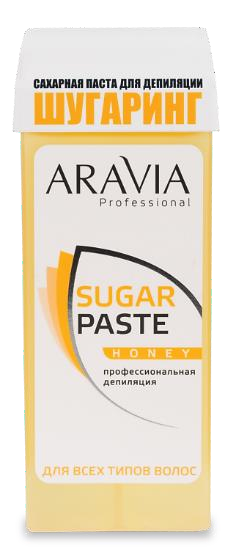 САХАРНАЯ ПАСТА ДЛЯ ДЕПИЛЯЦИИ
ШУГАРИНГ
ARAVIA
Professional
SUGAR
PASTE
HONEY
профессиональная
депиляция
ДЛЯ ВСЕХ ТИПОВ ВОЛОС